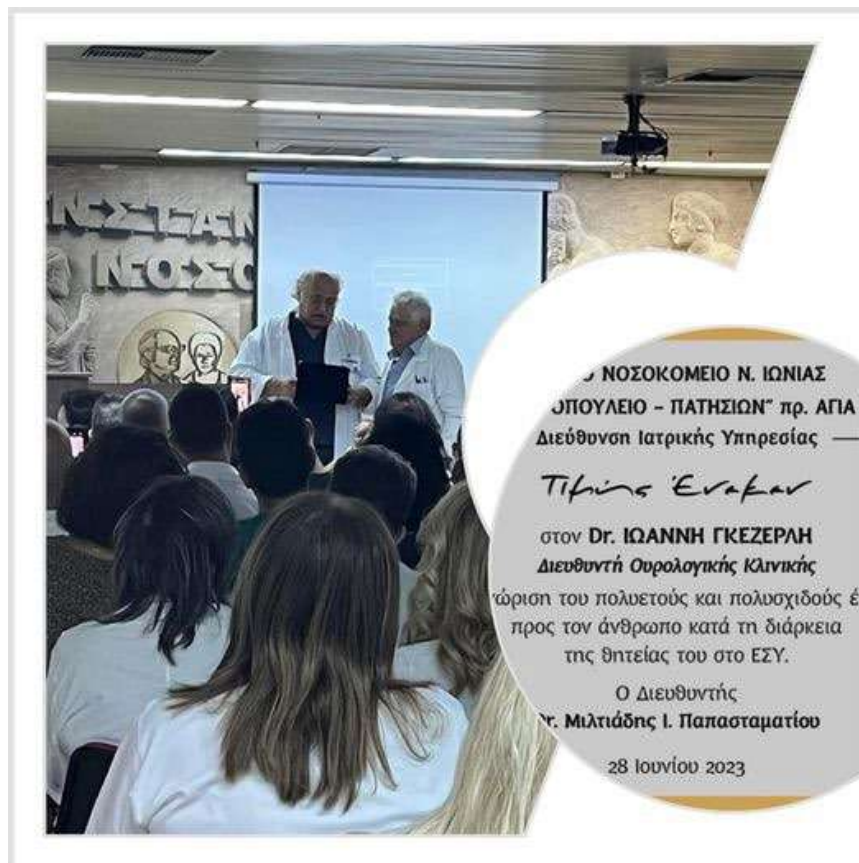 ΝΟΣΟ
Ο ΝΟΣΟΚΟΜΕΙΟ Ν. ΙΩΝΙΑΣ
ΟΠΟΥΛΕΙΟ – ΠΑΤΗΣΙΩΝ" πρ. ΑΓΙΑ
Διεύθυνση Ιατρικής Υπηρεσίας
Τιμής Ένεκεν
στον Dr. ΙΩΑΝΝΗ ΓΚΕΖΕΡΛΗ
Διευθυντή Ουρολογικής Κλινικής
ώριση του πολυετούς και πολυσχιδούς έ
προς τον άνθρωπο κατά τη διάρκεια
της θητείας του στο ΕΣΥ.
Ο Διευθυντής
Dr. Μιλτιάδης Ι. Παπασταματίου
28 Ιουνίου 2023